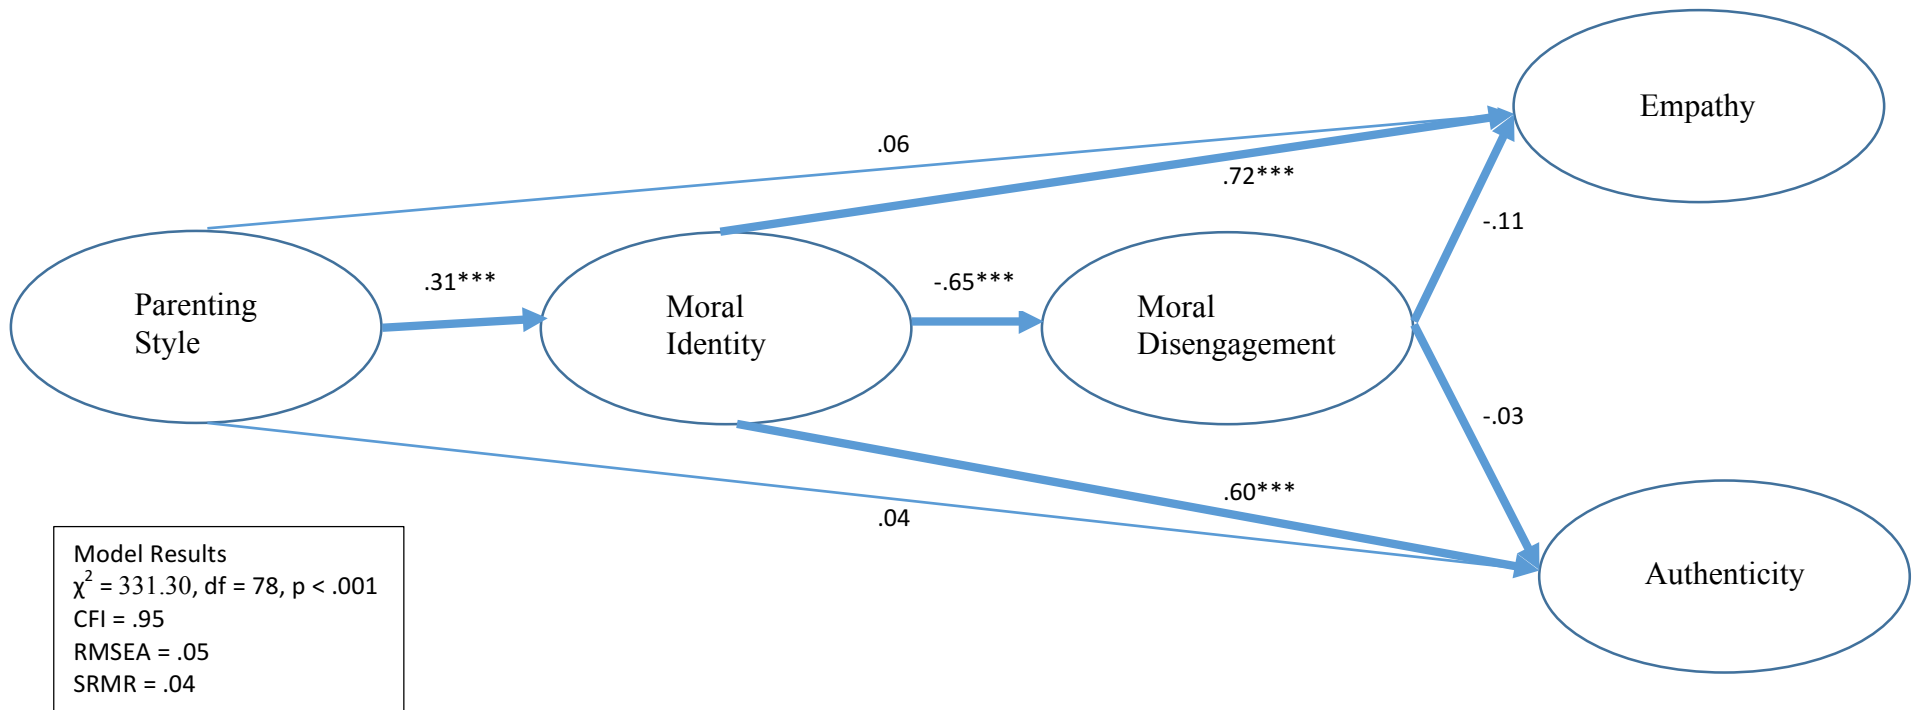 Empathy
.06
.72***
-.11
.31***
-.65***
Parenting
Style
Moral
Identity
Moral
Disengagement
-.03
.60***
.04
Authenticity
Model Results
χ² = 331.30, df = 78, p < .001
CFI = .95
RMSEA = .05
SRMR = .04